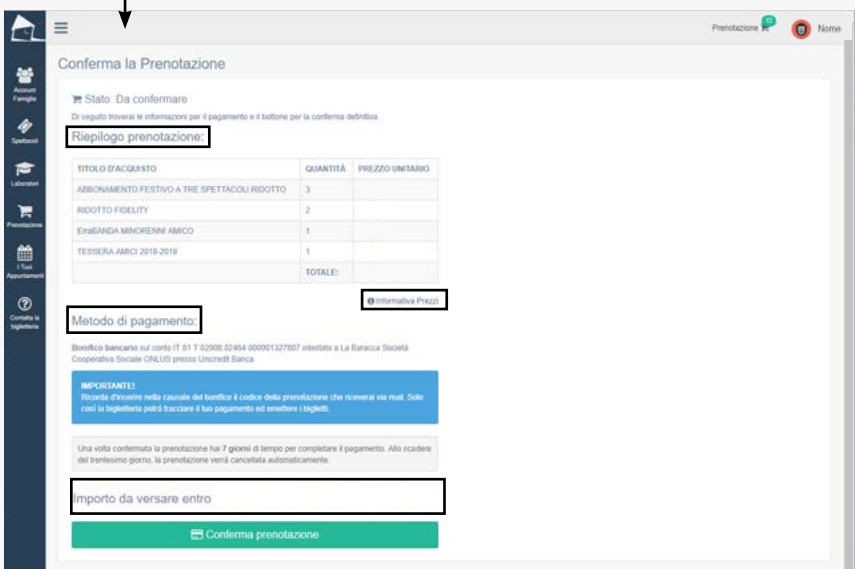 Prenotazione 12
Nome
Conferma la Prenotazione
Account
Famiglia
Spettacoli
Laboratori
Prenotazione
I Tuoi
Appuntamenti
Contatta la
biglietteria
Stato: Da confermare
Di seguito troverai le informazioni per il pagamento e il bottone per la conferma definitiva.
Riepilogo prenotazione:
TITOLO D'ACQUISTO QUANTITÀ PREZZO UNITARIO
ABBONAMENTO FESTIVO A TRE SPETTACOLI RIDOTTO 3
RIDOTTO FIDELITY 2
ErraBANDA MINORENNI AMICO 1
TESSERA AMICI 2018-2019 1
TOTALE:
Informativa Prezzi
Metodo di pagamento:
Bonifico bancario sul conto IT 81 T 02008 02464 000001327807 intestato a La Baracca Società
Cooperativa Sociale ONLUS presso Unicredit Banca
IMPORTANTE!
Ricorda d'inserire nella causale del bonifico il codice della prenotazione che riceverai via mail. Solo
così la biglietteria potrà tracciare il tuo pagamento ed emettere i biglietti.
Una volta confermata la prenotazione hai 7 giorni di tempo per completare il pagamento. Allo scadere
del trentesimo giorno, la prenotazione verrà cancellata automaticamente.
Importo da versare entro
Conferma prenotazione